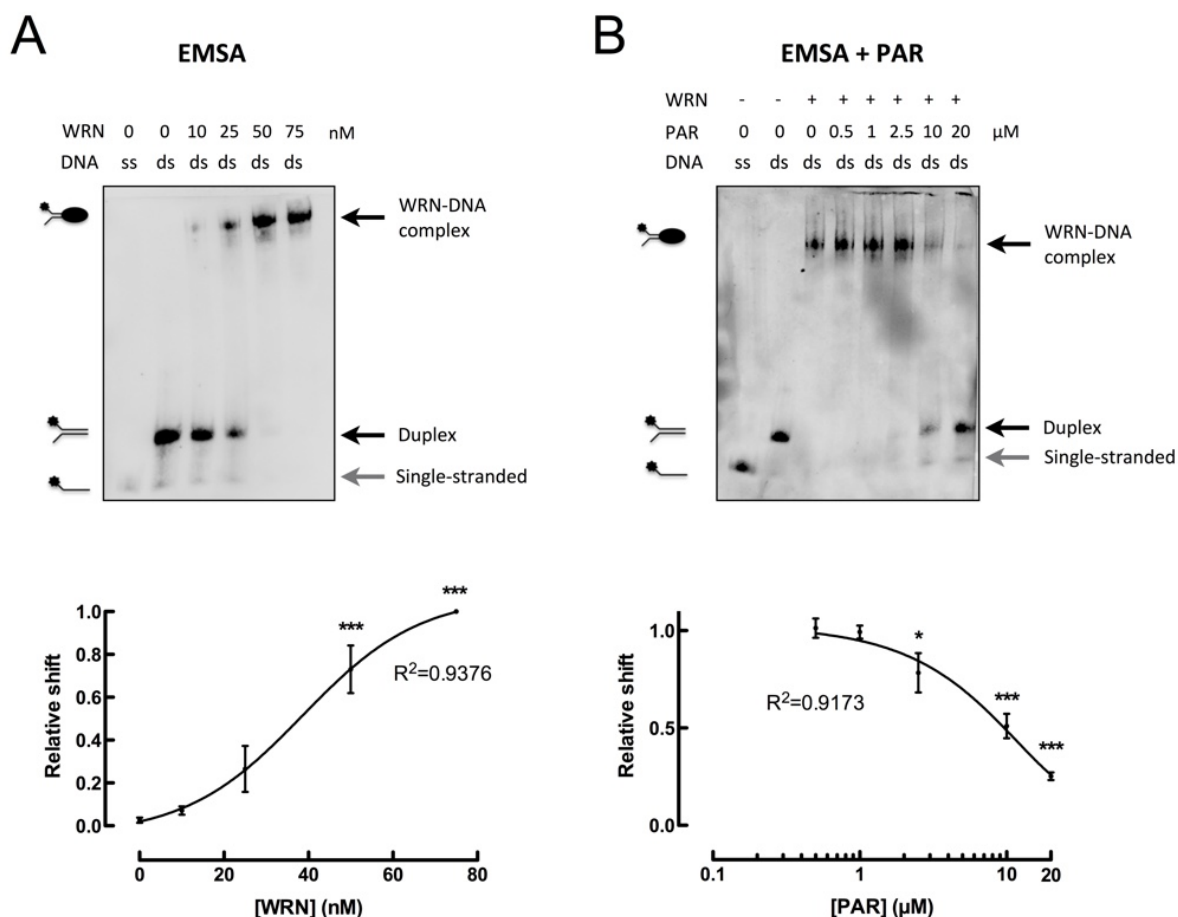 A
EMSA
WRN 0 0 10 25 50 75 nM
DNA ss ds ds ds ds ds
WRN-DNA
complex
Duplex
Single-stranded
1.0
0.8
0.6
0.4
0.2
0.0
Relative shift
***
***
R2=0.9376
0 20 40 60 80
[WRN] (nM)
B
EMSA + PAR
WRN - - + + + + + +
PAR 0 0 0 0.5 1 2.5 10 20 µM
DNA ss ds ds ds ds ds ds ds
WRN-DNA
complex
Duplex
Single-stranded
1.0
0.5
0.0
Relative shift
*
***
***
R2=0.9173
0.1 1 10 20
[PAR] (µM)